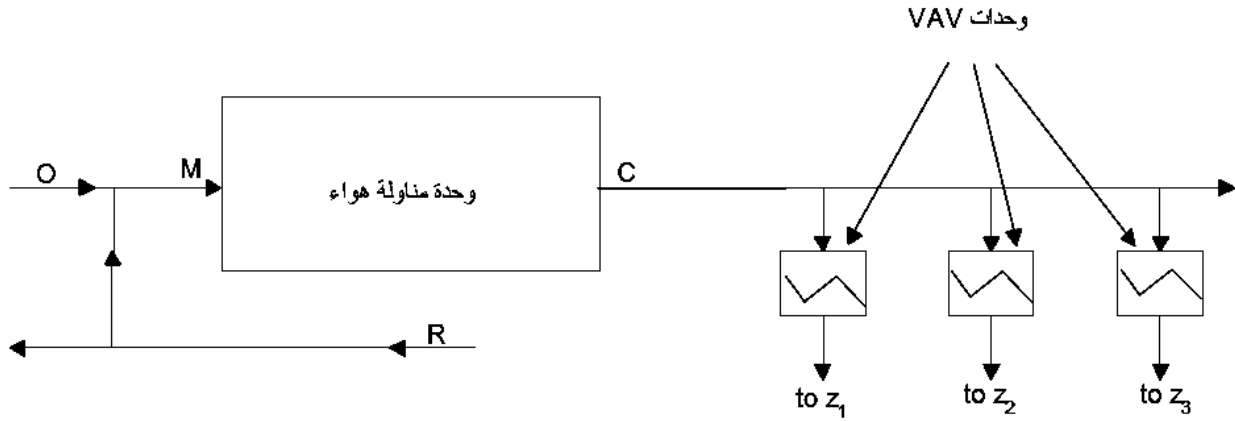 وحدات VAV
O
M
وحدة مناولة هواء
C
R
to z₁
to z₂
to z₃